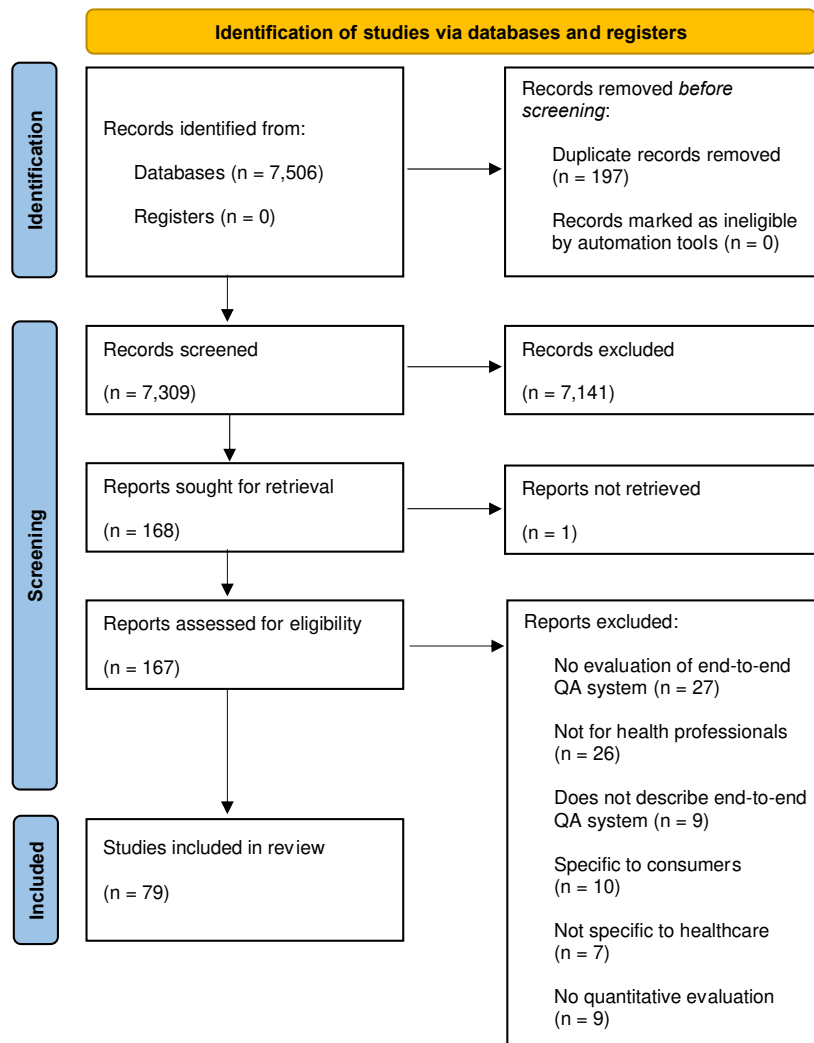 Identification of studies via databases and registers
Identification
Records identified from:
Databases (n = 7,506)
Registers (n = 0)
Records removed before
screening:
Duplicate records removed
(n = 197)
Records marked as ineligible
by automation tools (n = 0)
Screening
Records screened
(n = 7,309)
Records excluded
(n = 7,141)
Reports sought for retrieval
(n = 168)
Reports not retrieved
(n = 1)
Reports assessed for eligibility
(n = 167)
Reports excluded:
No evaluation of end-to-end
QA system (n = 27)
Not for health professionals
(n = 26)
Does not describe end-to-end
QA system (n = 9)
Specific to consumers
(n = 10)
Not specific to healthcare
(n = 7)
No quantitative evaluation
(n = 9)
Included
Studies included in review
(n = 79)